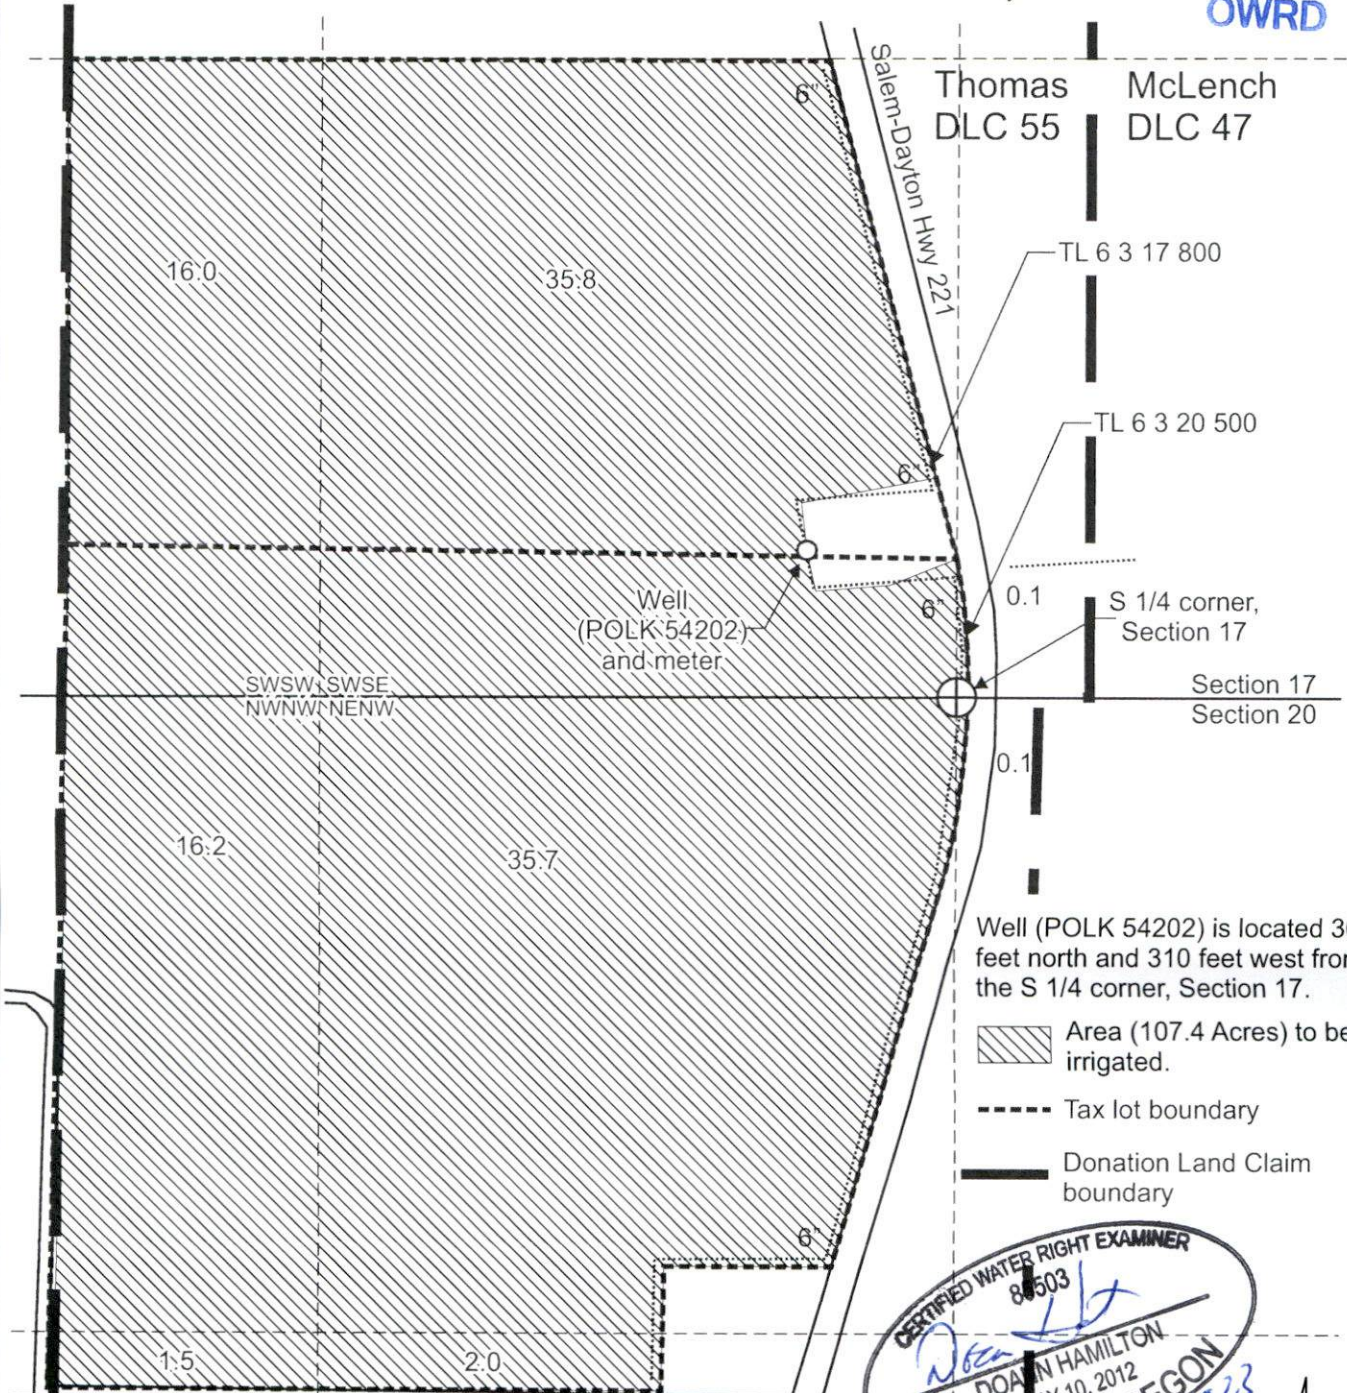 OWRD
Thomas
DLC 55
McLench
DLC 47
Salem-Dayton Hwy 221
6"
TL 6 3 17 800
16.0
35.8
TL 6 3 20 500
6"
Well
(POLK 54202)
and meter
6"
0.1
S 1/4 corner,
Section 17
SWSW SWSE
NWNW NENW
Section 17
Section 20
0.1
16.2
35.7
Well (POLK 54202) is located
feet north and 310 feet west
the S 1/4 corner, Section 17.
Area (107.4 Acres) to be
irrigated.
Tax lot boundary
Donation Land Claim
boundary
6"
CERTIFIED WATER RIGHT EXAMINER
DOANN HAMILTON
10, 2012
1.5
2.0